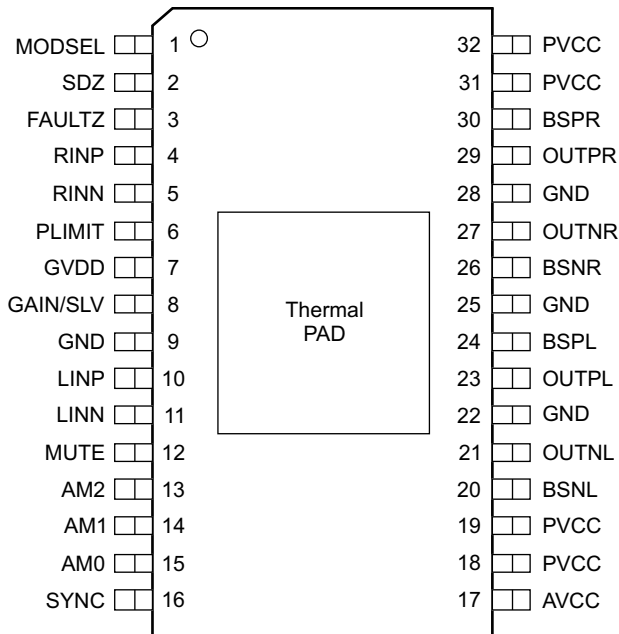 MODSEL 1 32 PVCC
SDZ 2 31 PVCC
FAULTZ 3 30 BSPR
RINP 4 29 OUTPR
RINN 5 28 GND
PLIMIT 6 27 OUTNR
GVDD 7 26 BSNR
GAIN/SLV 8 25 GND
Thermal
PAD
GND 9 24 BSPL
LINP 10 23 OUTPL
LINN 11 22 GND
MUTE 12 21 OUTNL
AM2 13 20 BSNL
AM1 14 19 PVCC
AM0 15 18 PVCC
SYNC 16 17 AVCC